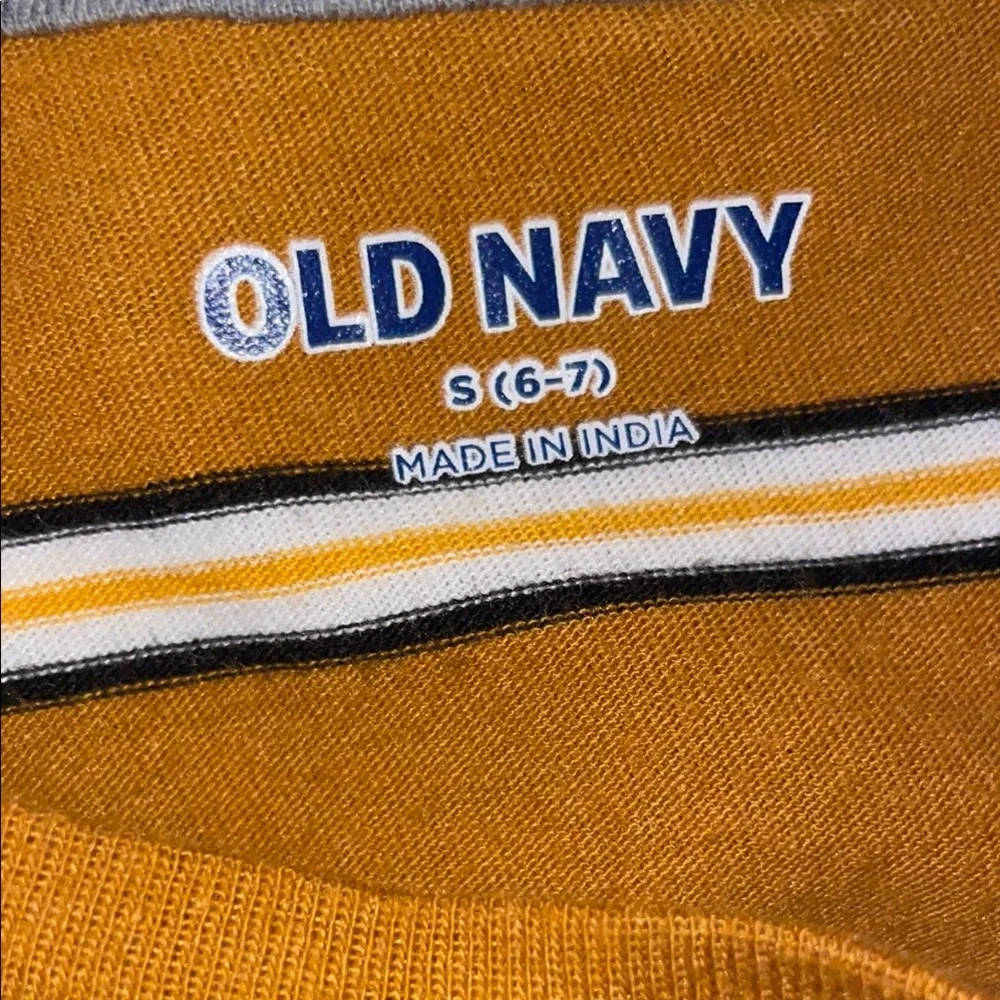 OLD NAVY
S (6-7)
MADE IN INDIA